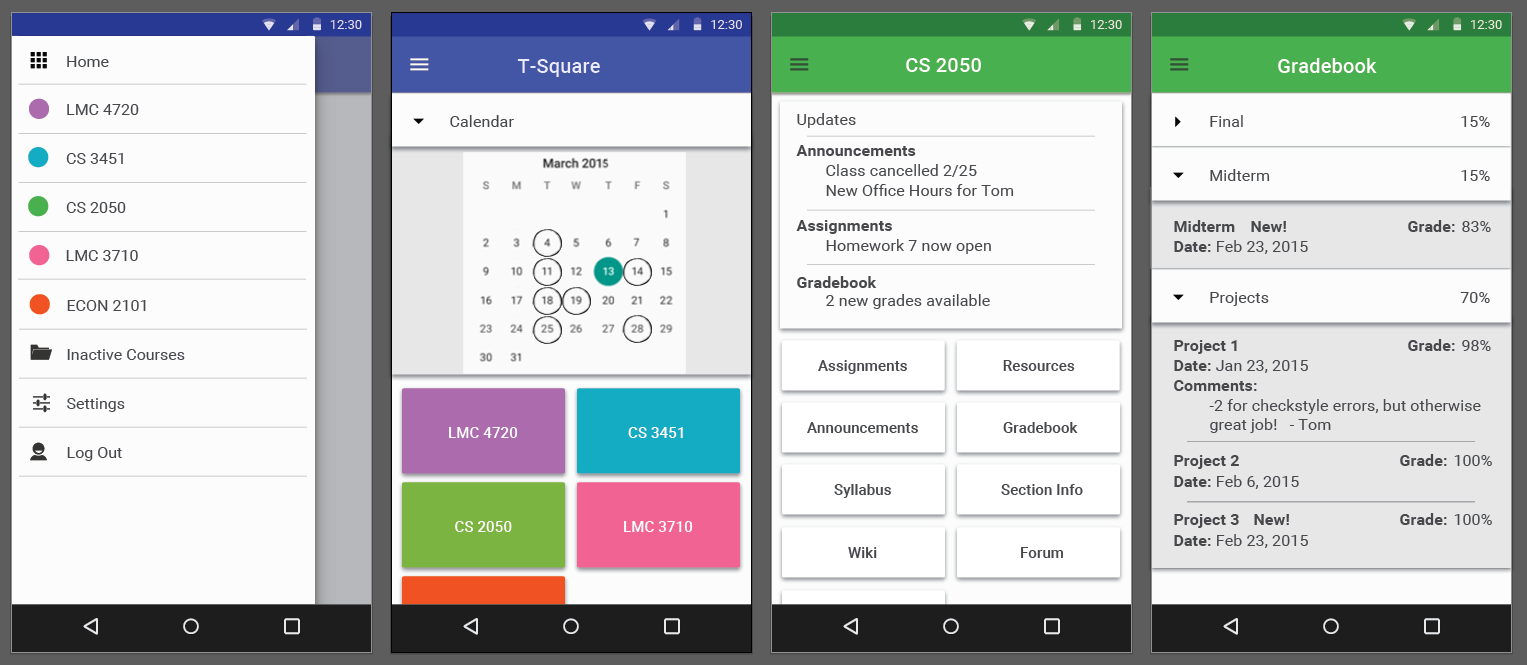 12:30
Home
LMC 4720
CS 3451
CS 2050
LMC 3710
ECON 2101
Inactive Courses
Settings
Log Out
12:30
T-Square
Calendar
March 2015
S M T W T F S
1
2 3 4 5 6 7 8
9 10 11 12 13 14 15
16 17 18 19 20 21 22
23 24 25 26 27 28 29
30 31
LMC 4720 CS 3451
CS 2050 LMC 3710
12:30
CS 2050
Updates
Announcements
Class cancelled 2/25
New Office Hours for Tom
Assignments
Homework 7 now open
Gradebook
2 new grades available
Assignments Resources
Announcements Gradebook
Syllabus Section Info
Wiki Forum
12:30
Gradebook
Final 15%
Midterm 15%
Midterm New! Grade: 83%
Date: Feb 23, 2015
Projects 70%
Project 1 Grade: 98%
Date: Jan 23, 2015
Comments:
-2 for checkstyle errors, but otherwise
great job! - Tom
Project 2 Grade: 100%
Date: Feb 6, 2015
Project 3 New! Grade: 100%
Date: Feb 23, 2015